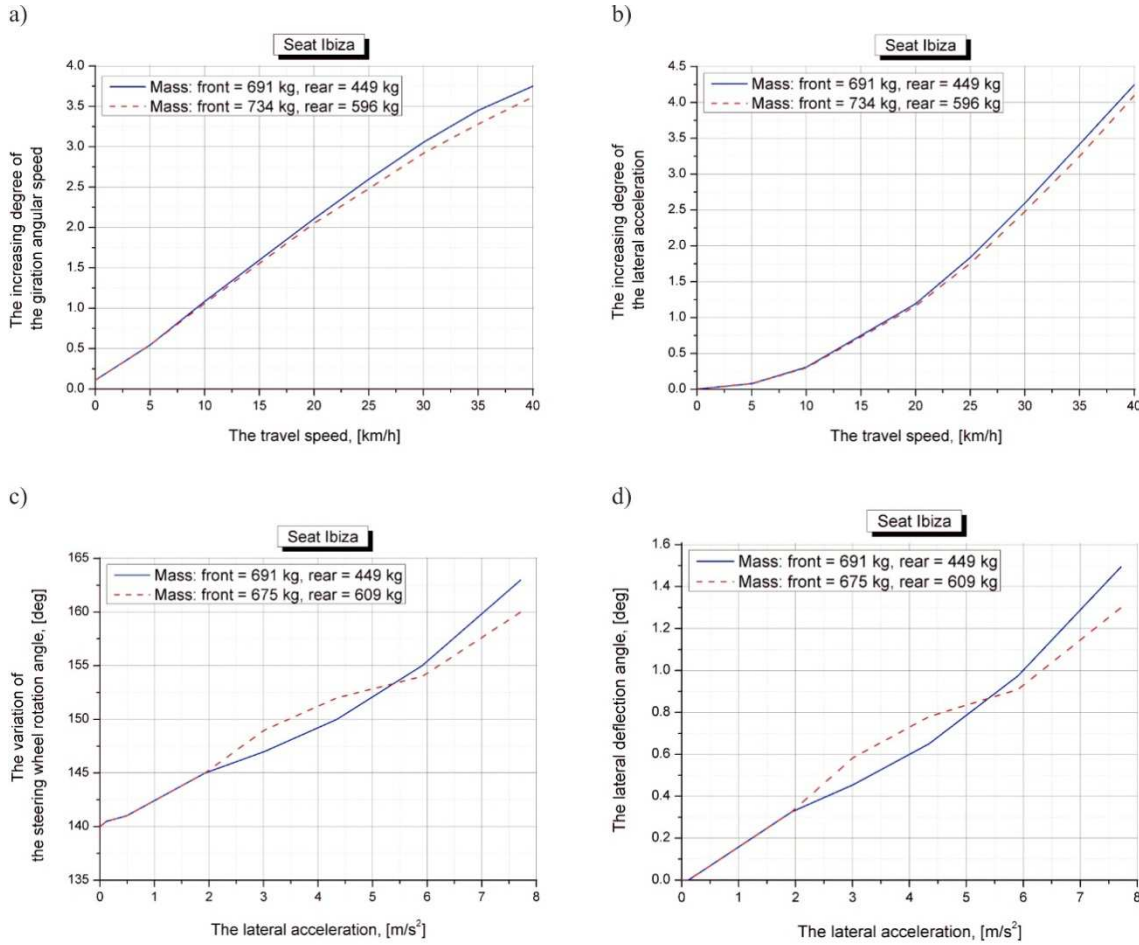 a)
Seat Ibiza
4.0
3.5
3.0
2.5
2.0
1.5
1.0
0.5
0.0
Mass: front = 691 kg, rear = 449 kg
Mass: front = 734 kg, rear = 596 kg
The increasing degree of
the giration angular speed
0 5 10 15 20 25 30 35 40
The travel speed, [km/h]
b)
Seat Ibiza
4.5
4.0
3.5
3.0
2.5
2.0
1.5
1.0
0.5
0.0
Mass: front = 691 kg, rear = 449 kg
Mass: front = 734 kg, rear = 596 kg
The increasing degree of
the lateral acceleration
0 5 10 15 20 25 30 35 40
The travel speed, [km/h]
c)
Seat Ibiza
165
160
155
150
145
140
135
Mass: front = 691 kg, rear = 449 kg
Mass: front = 675 kg, rear = 609 kg
The variation of
the steering wheel rotation angle, [deg]
0 1 2 3 4 5 6 7 8
The lateral acceleration, [m/s²]
d)
Seat Ibiza
1.6
1.4
1.2
1.0
0.8
0.6
0.4
0.2
0.0
Mass: front = 691 kg, rear = 449 kg
Mass: front = 675 kg, rear = 609 kg
The lateral deflection angle, [deg]
0 1 2 3 4 5 6 7 8
The lateral acceleration, [m/s²]